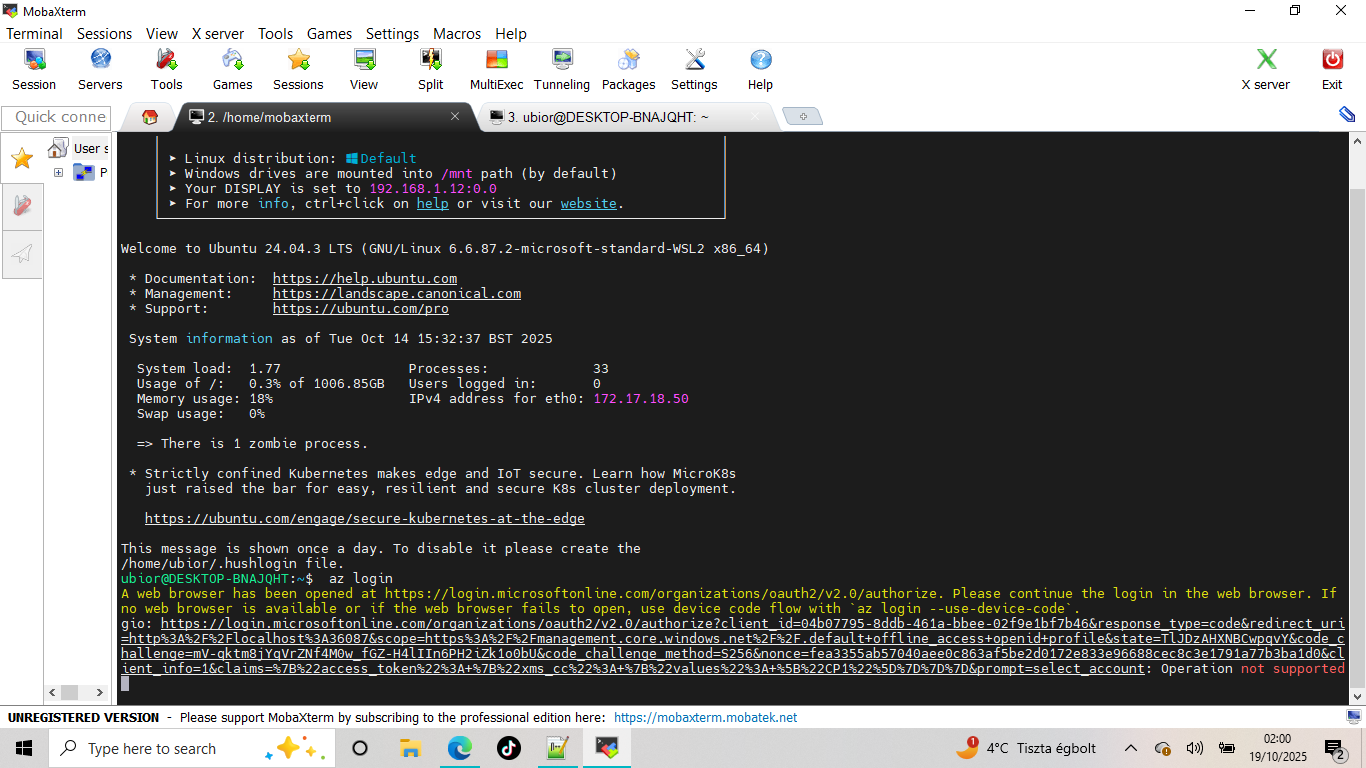 MobaXterm
Terminal Sessions View X server Tools Games Settings Macros Help
Session Servers Tools Games Sessions View Split MultiExec Tunneling Packages Settings Help X server Exit
Quick conne
2. /home/mobaxterm
3. ubior@DESKTOP-BNAJQHT: ~
User s
P
➤ Linux distribution: Default
➤ Windows drives are mounted into /mnt path (by default)
➤ Your DISPLAY is set to 192.168.1.12:0.0
➤ For more info, ctrl+click on help or visit our website.
Welcome to Ubuntu 24.04.3 LTS (GNU/Linux 6.6.87.2-microsoft-standard-WSL2 x86_64)
* Documentation: https://help.ubuntu.com
* Management: https://landscape.canonical.com
* Support: https://ubuntu.com/pro
System information as of Tue Oct 14 15:32:37 BST 2025
System load: 1.77 Processes: 33
Usage of /: 0.3% of 1006.85GB Users logged in: 0
Memory usage: 18% IPv4 address for eth0: 172.17.18.50
Swap usage: 0%
=> There is 1 zombie process.
* Strictly confined Kubernetes makes edge and IoT secure. Learn how MicroK8s
just raised the bar for easy, resilient and secure K8s cluster deployment.
https://ubuntu.com/engage/secure-kubernetes-at-the-edge
This message is shown once a day. To disable it please create the
/home/ubior/.hushlogin file.
ubior@DESKTOP-BNAJQHT:~$ az login
A web browser has been opened at https://login.microsoftonline.com/organizations/oauth2/v2.0/authorize. Please continue the login in the web browser. If
no web browser is available or if the web browser fails to open, use device code flow with `az login --use-device-code`.
gio: https://login.microsoftonline.com/organizations/oauth2/v2.0/authorize?client_id=04b07795-8ddb-461a-bbee-02f9e1bf7b46&response_type=code&redirect_uri
=http%3A%2F%2Flocalhost%3A36087&scope=https%3A%2F%2Fmanagement.core.windows.net%2F%2F.default+offline_access+openid+profile&state=TlJDzAHXNBCwpgvY&code_c
hallenge=mV-qktm8jYqVrZNf4M0w_fGZ-H4lIIn6PH2iZk1o0bU&code_challenge_method=S256&nonce=fea3355ab57040aee0c863af5be2d0172e833e96688cec8c3e1791a77b3ba1d0&cl
ient_info=1&claims=%7B%22access_token%22%3A+%7B%22xms_cc%22%3A+%7B%22values%22%3A+%5B%22CP1%22%5D%7D%7D%7D&prompt=select_account: Operation not supported
UNREGISTERED VERSION - Please support MobaXterm by subscribing to the professional edition here: https://mobaxterm.mobatek.net
Type here to search
1
4°C Tiszta égbolt
02:00
19/10/2025
2